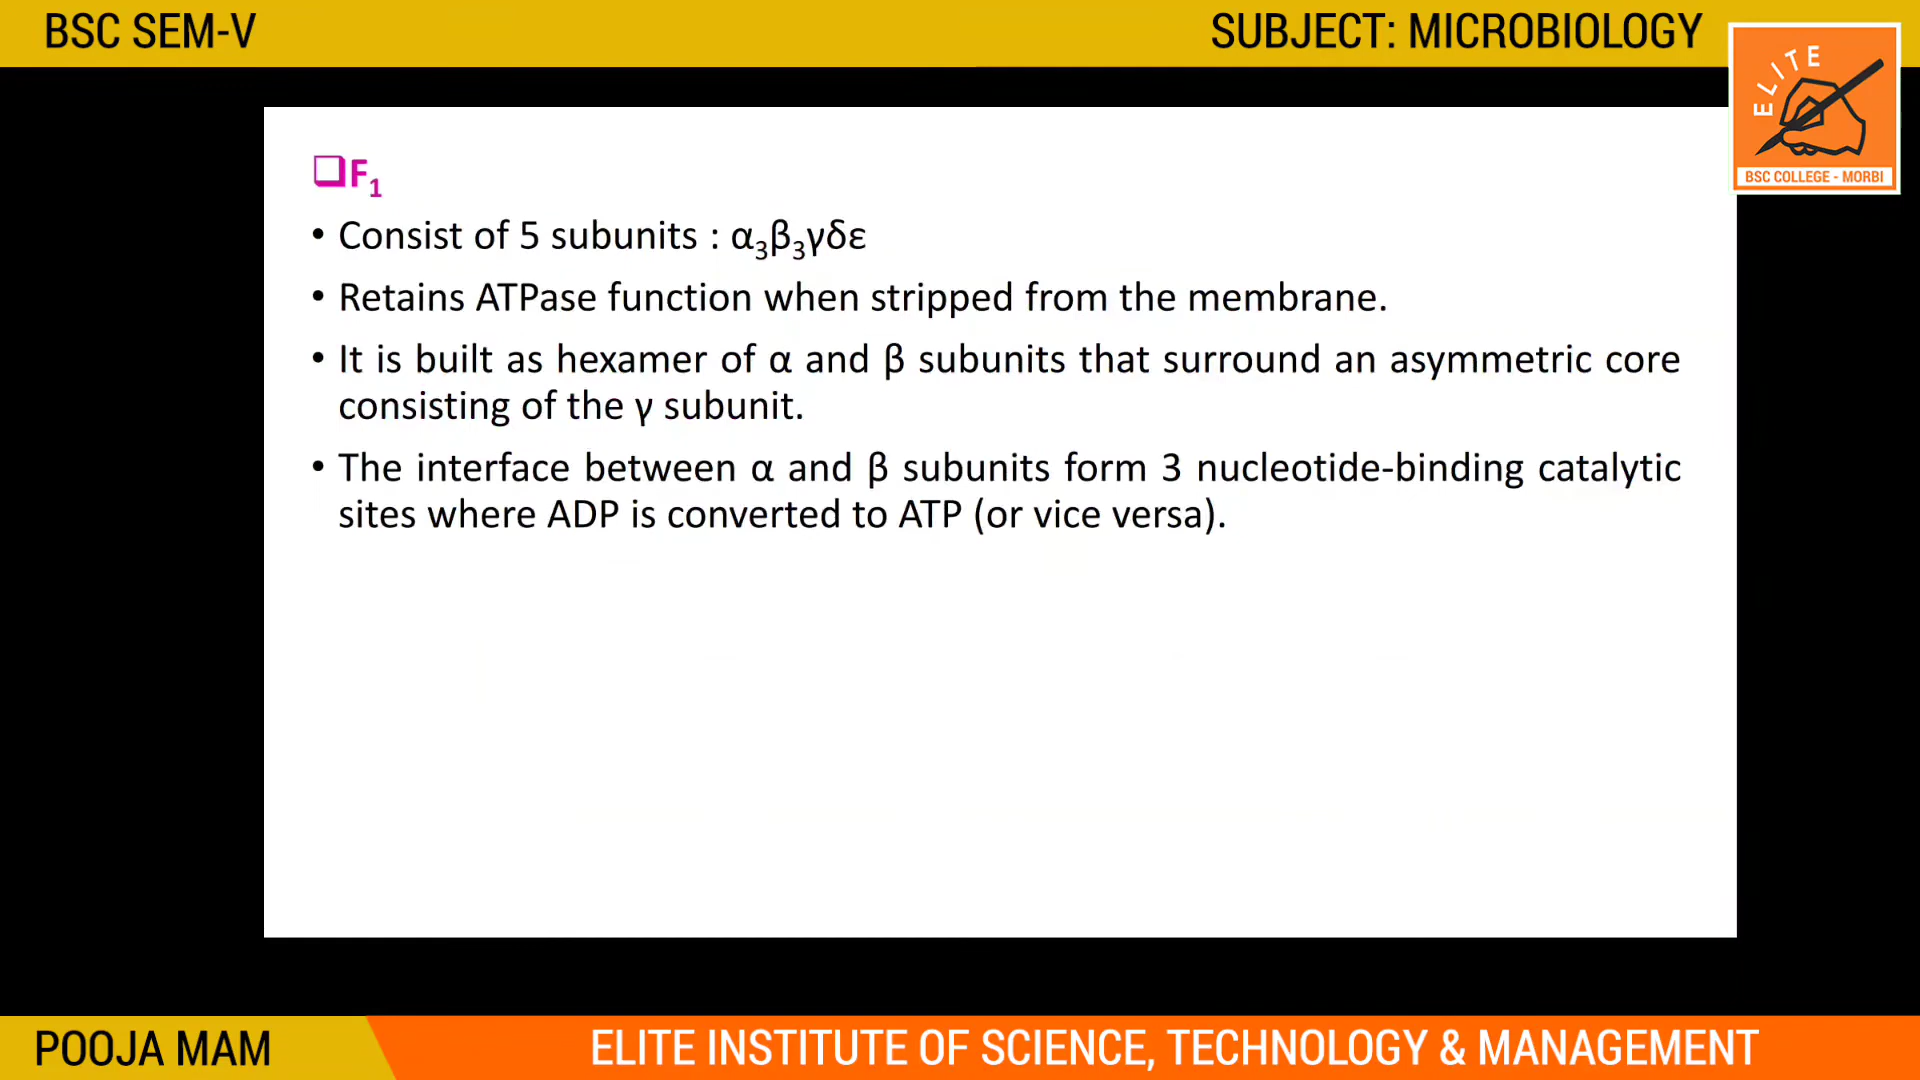 BSC SEM-V
SUBJECT: MICROBIOLOGY
ELITE
BSC COLLEGE - MORBI
❑F₁
• Consist of 5 subunits : α₃β₃γδε
• Retains ATPase function when stripped from the membrane.
• It is built as hexamer of α and β subunits that surround an asymmetric core
consisting of the γ subunit.
• The interface between α and β subunits form 3 nucleotide-binding catalytic
sites where ADP is converted to ATP (or vice versa).
POOJA MAM
ELITE INSTITUTE OF SCIENCE, TECHNOLOGY & MANAGEMENT